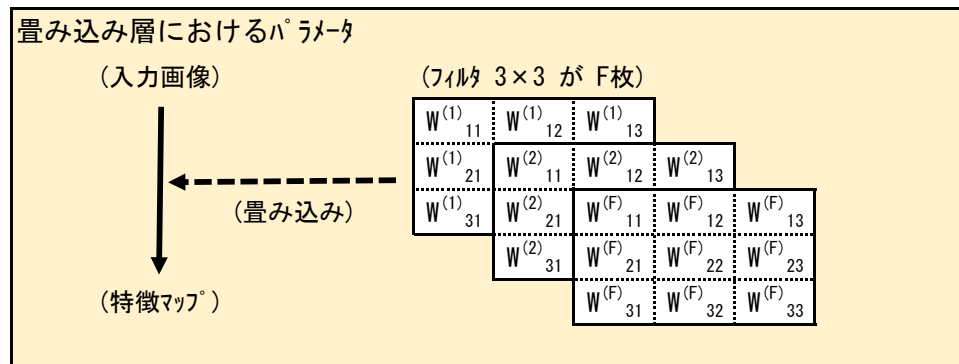 畳み込み層におけるパラメータ
(入力画像)
(フィルタ 3×3 が F枚)
W(1)11 W(1)12 W(1)13
W(1)21 W(2)11 W(2)12 W(2)13
(畳み込み)
W(1)31 W(2)21 W(F)11 W(F)12 W(F)13
W(2)31 W(F)21 W(F)22 W(F)23
(特徴マップ)
W(F)31 W(F)32 W(F)33